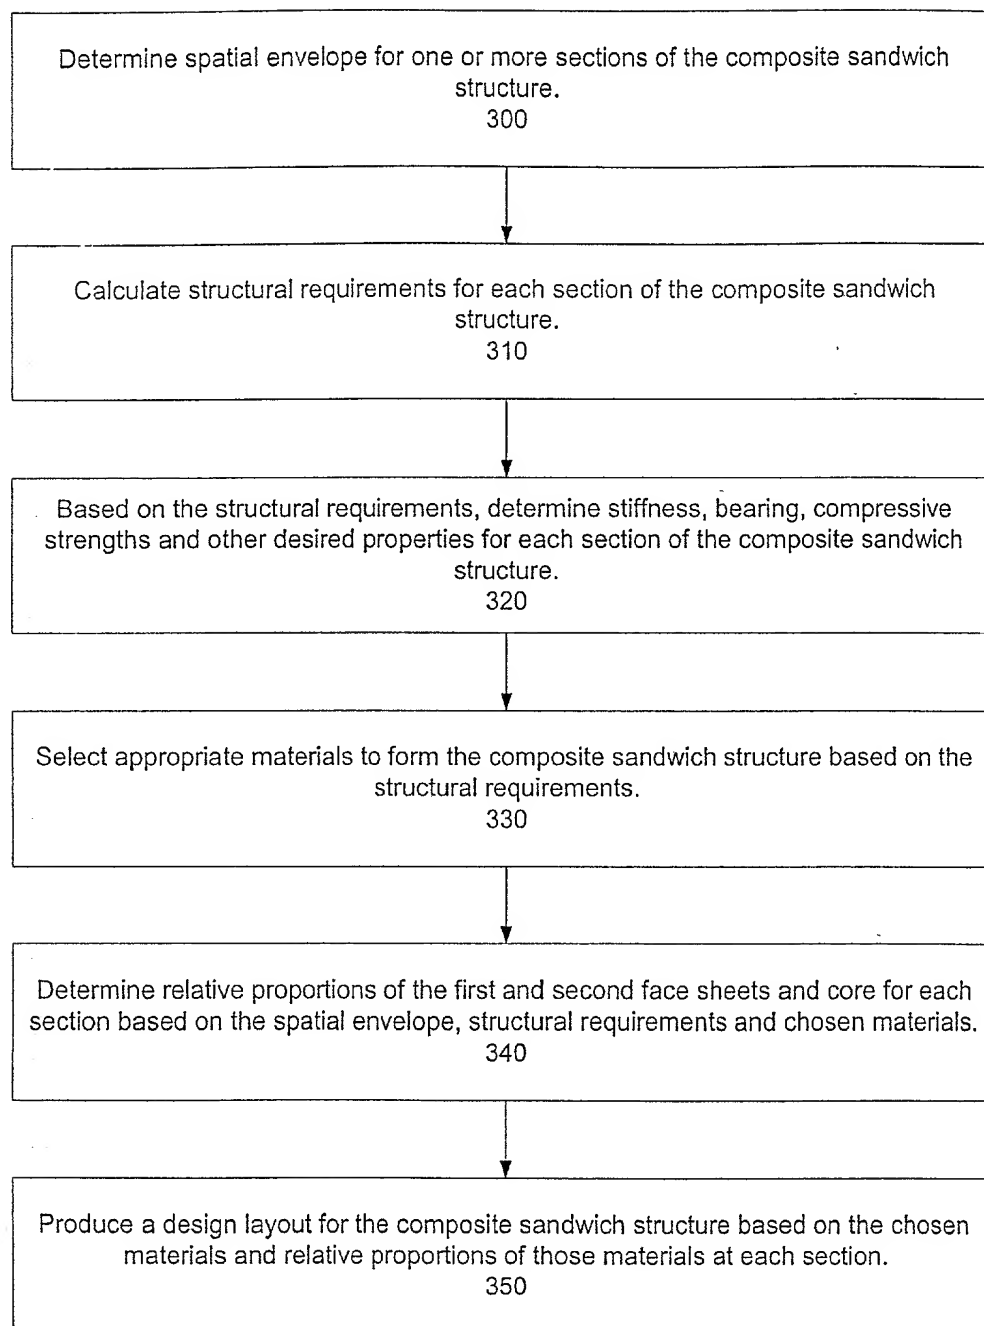 Determine spatial envelope for one or more sections of the composite sandwich
structure.
300
Calculate structural requirements for each section of the composite sandwich
structure.
310
Based on the structural requirements, determine stiffness, bearing, compressive
strengths and other desired properties for each section of the composite sandwich
structure.
320
Select appropriate materials to form the composite sandwich structure based on the
structural requirements.
330
Determine relative proportions of the first and second face sheets and core for each
section based on the spatial envelope, structural requirements and chosen materials.
340
Produce a design layout for the composite sandwich structure based on the chosen
materials and relative proportions of those materials at each section.
350